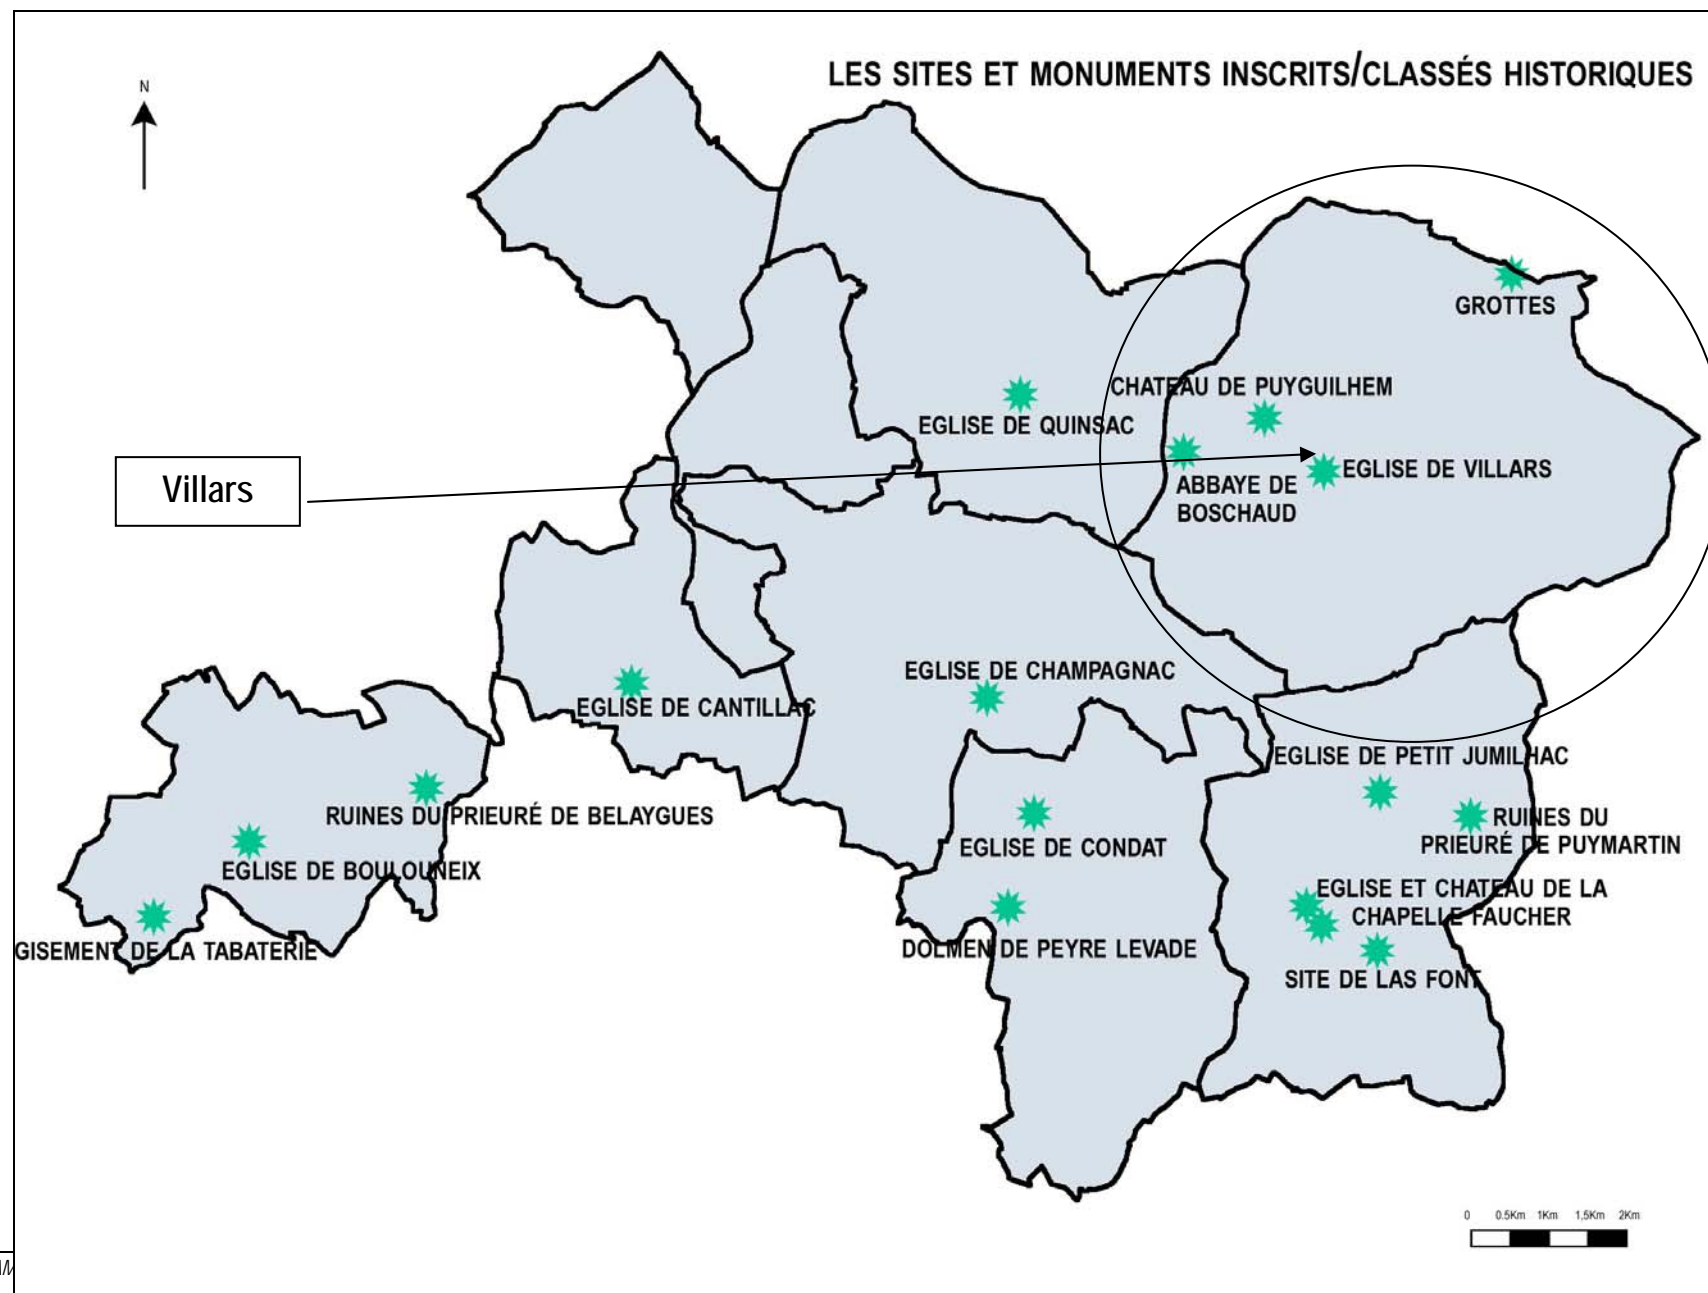 LES SITES ET MONUMENTS INSCRITS/CLASSÉS HISTORIQUES
N
GROTTES
CHATEAU DE PUYGUILHEM
EGLISE DE QUINSAC
EGLISE DE VILLARS
Villars
ABBAYE DE
BOSCHAUD
EGLISE DE CHAMPAGNAC
EGLISE DE CANTILLAC
EGLISE DE PETIT JUMILHAC
RUINES DU PRIEURÉ DE BELAYGUES
RUINES DU
PRIEURÉ DE PUYMARTIN
EGLISE DE CONDAT
EGLISE DE BOULOUNEIX
EGLISE ET CHATEAU DE LA
CHAPELLE FAUCHER
GISEMENT DE LA TABATERIE
DOLMEN DE PEYRE LEVADE
SITE DE LAS FONT
0 0.5Km 1Km 1,5Km 2Km